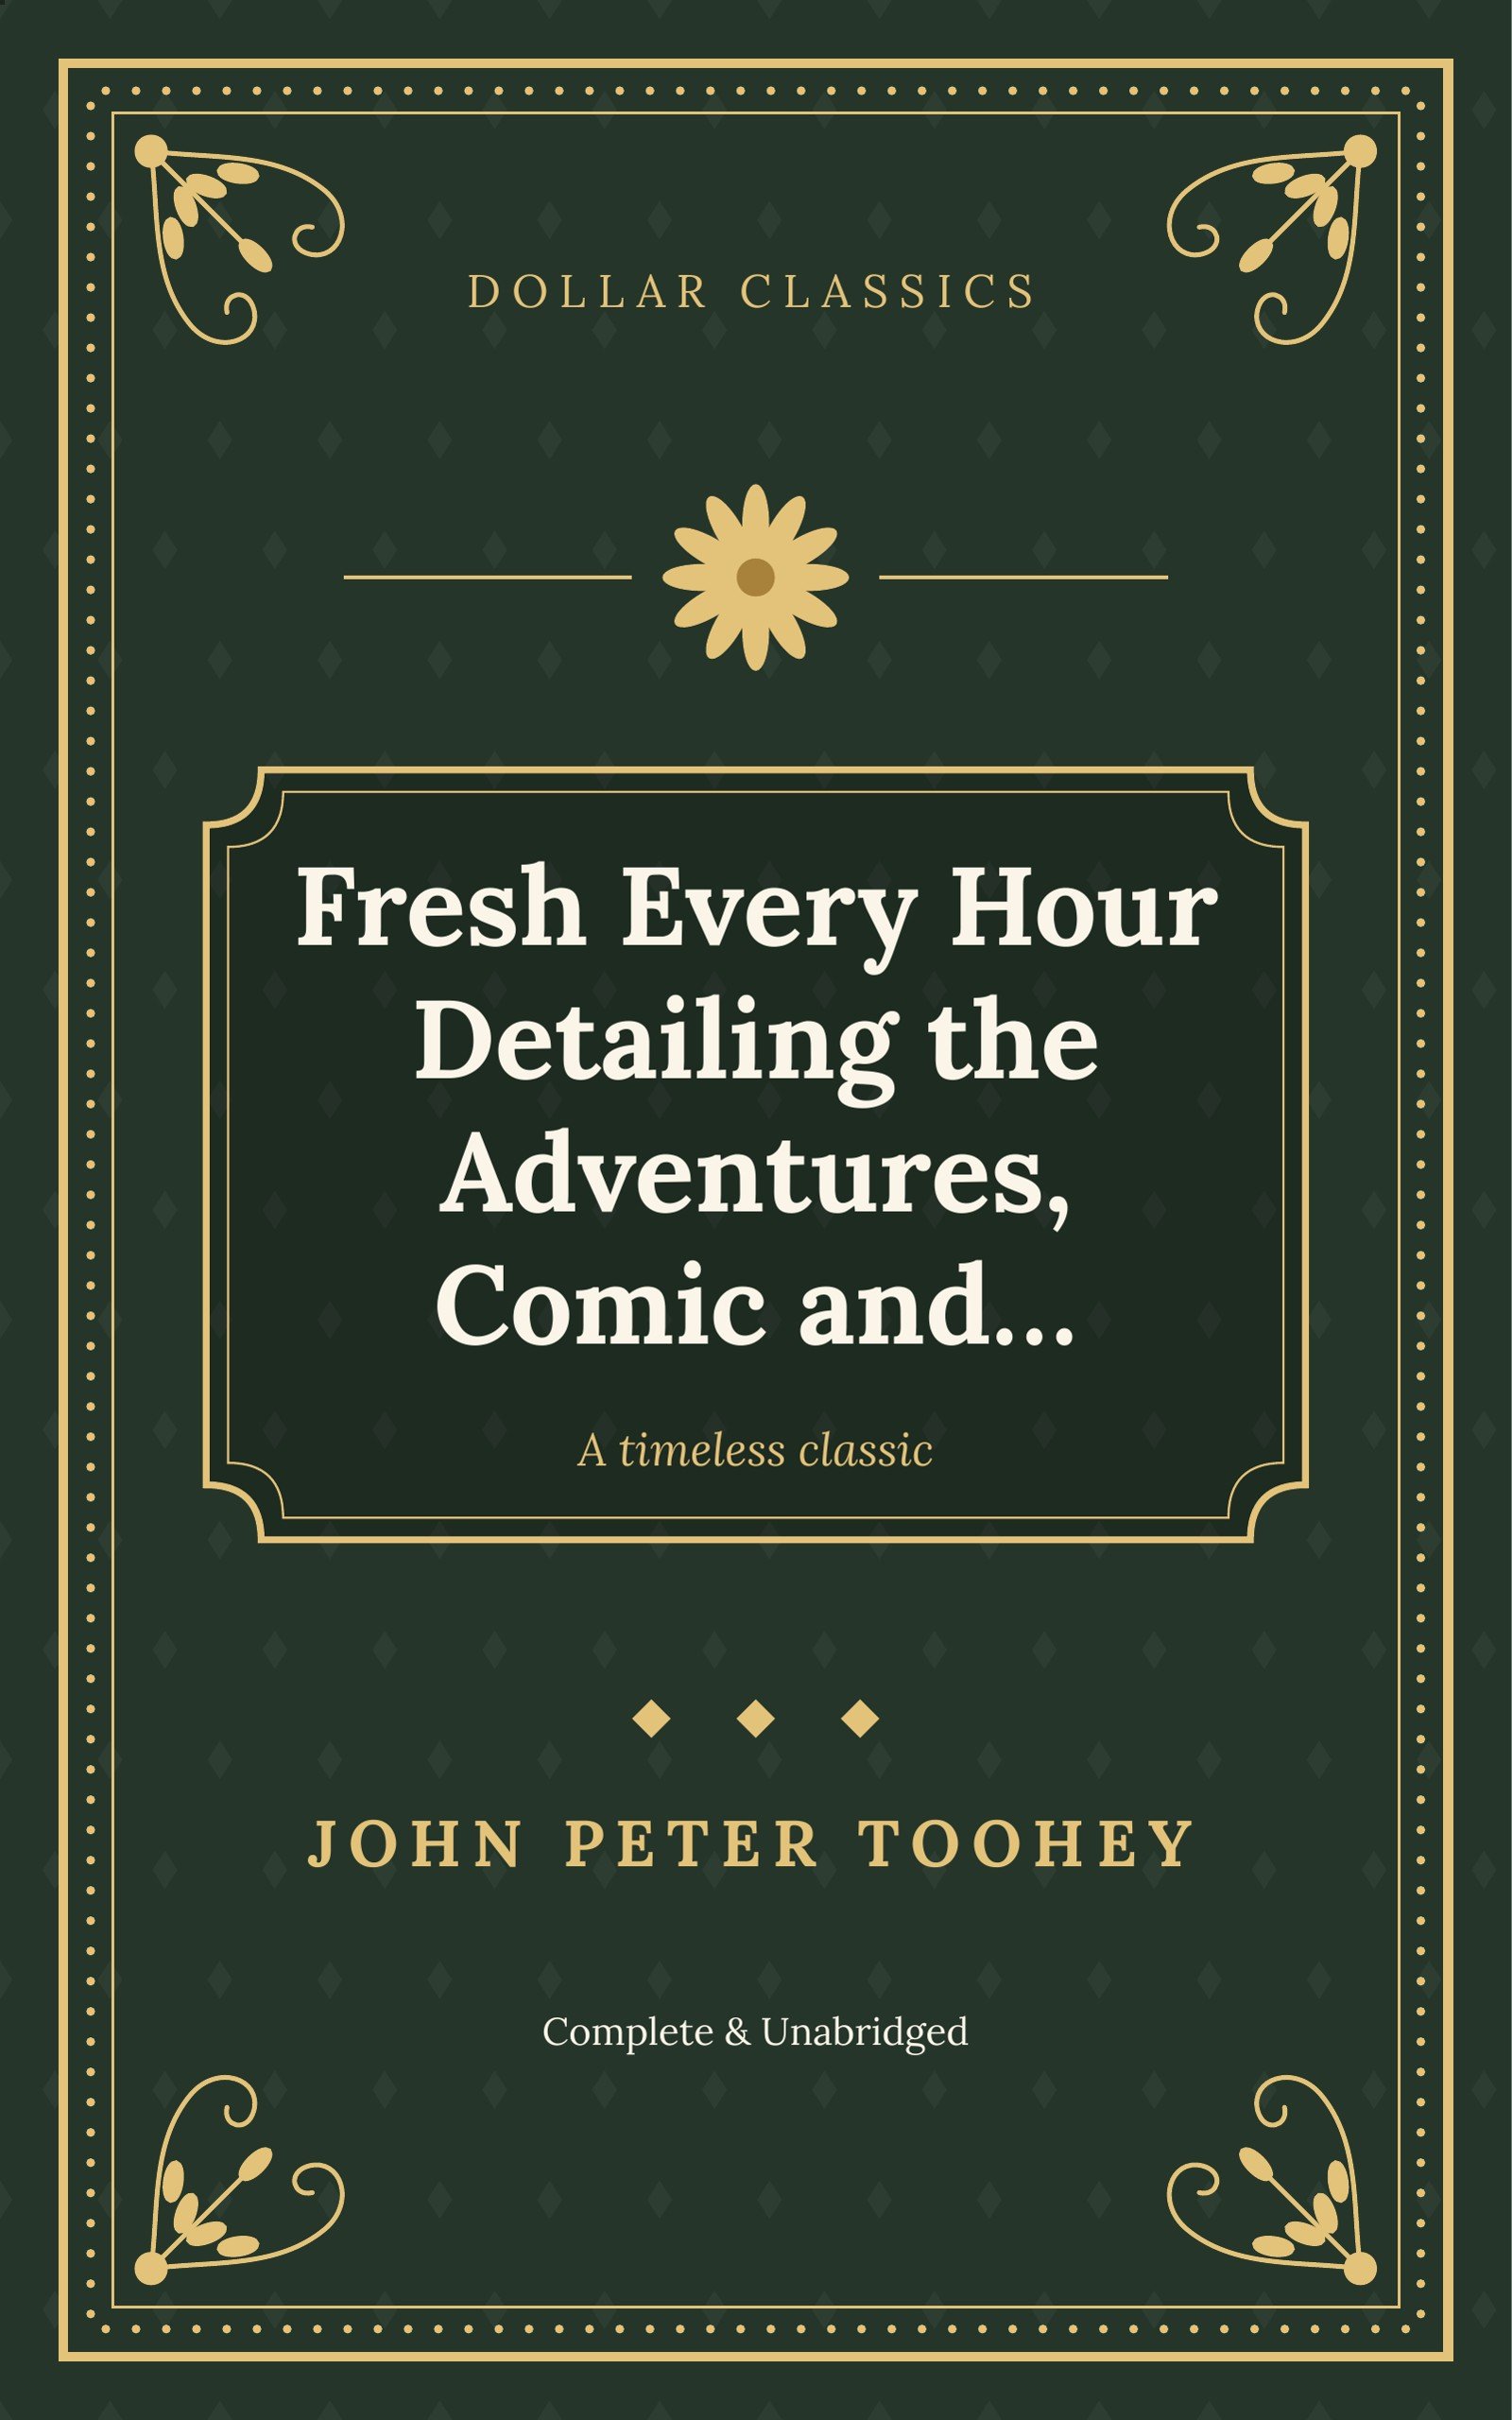 DOLLAR CLASSICS
Fresh Every Hour
Detailing the
Adventures,
Comic and...
A timeless classic
JOHN PETER TOOHEY
Complete & Unabridged